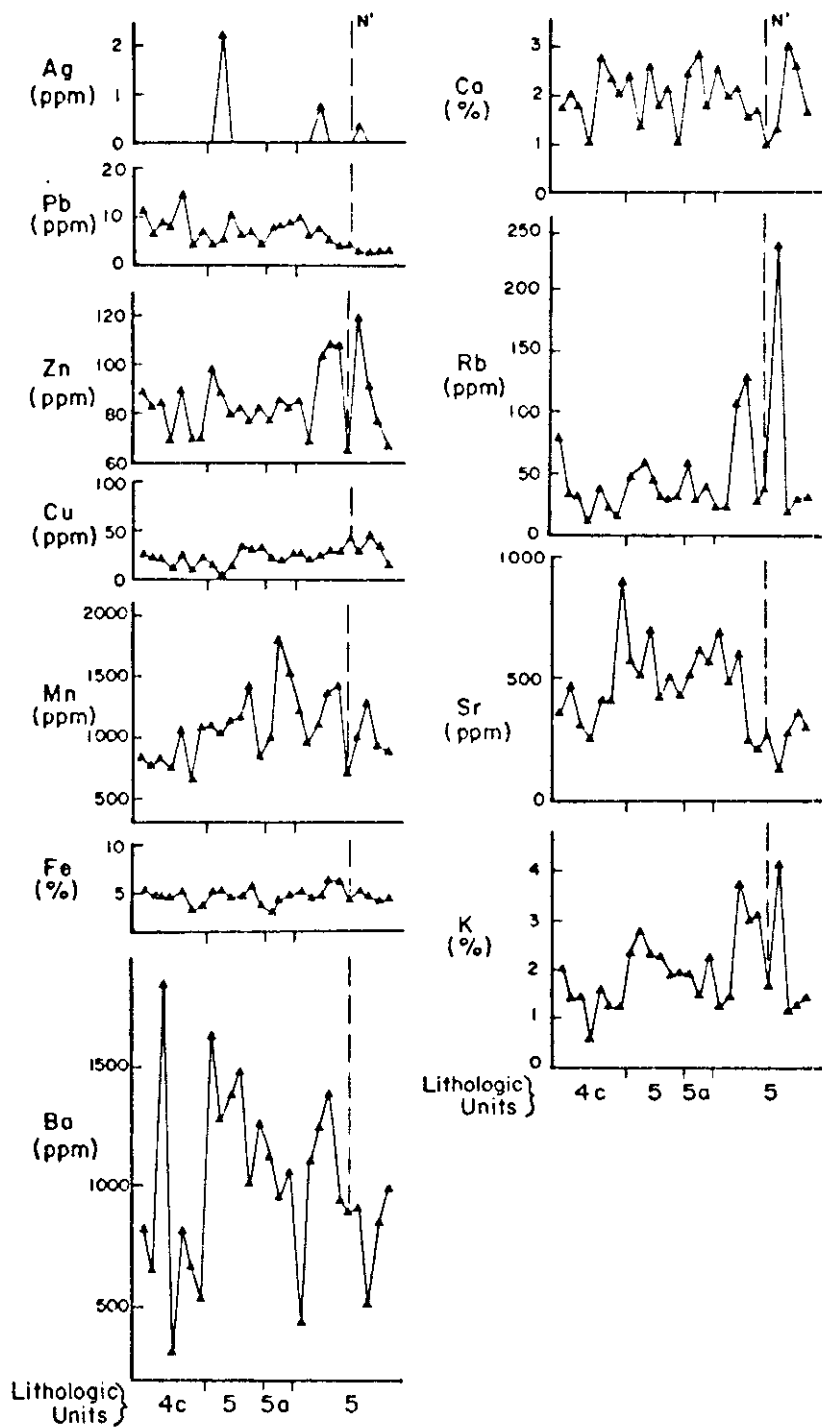 N'
Ag
(ppm)
2
1
0
Pb
(ppm)
20
10
0
Zn
(ppm)
120
100
80
60
Cu
(ppm)
100
50
0
Mn
(ppm)
2000
1500
1000
500
Fe
(%)
10
5
Ba
(ppm)
1500
1000
500
Lithologic
Units
4c 5 5a 5
N'
Ca
(%)
3
2
1
0
Rb
(ppm)
250
200
150
100
50
0
Sr
(ppm)
1000
500
0
K
(%)
4
3
2
1
0
Lithologic
Units
4c 5 5a 5